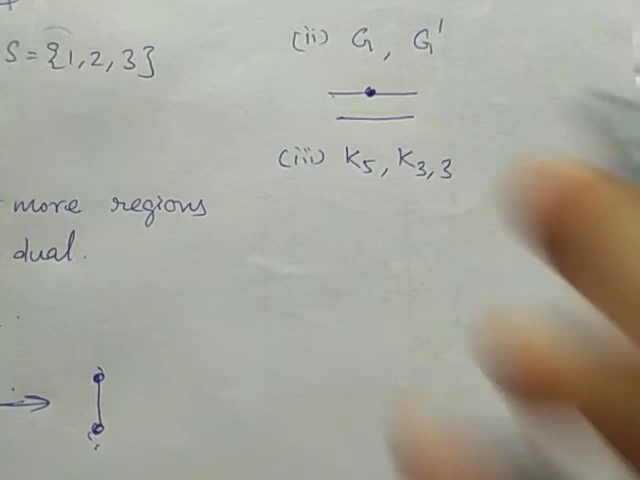 S = {1, 2, 3}
(ii) G, G'
(iii) K5, K3,3
more regions
dual.